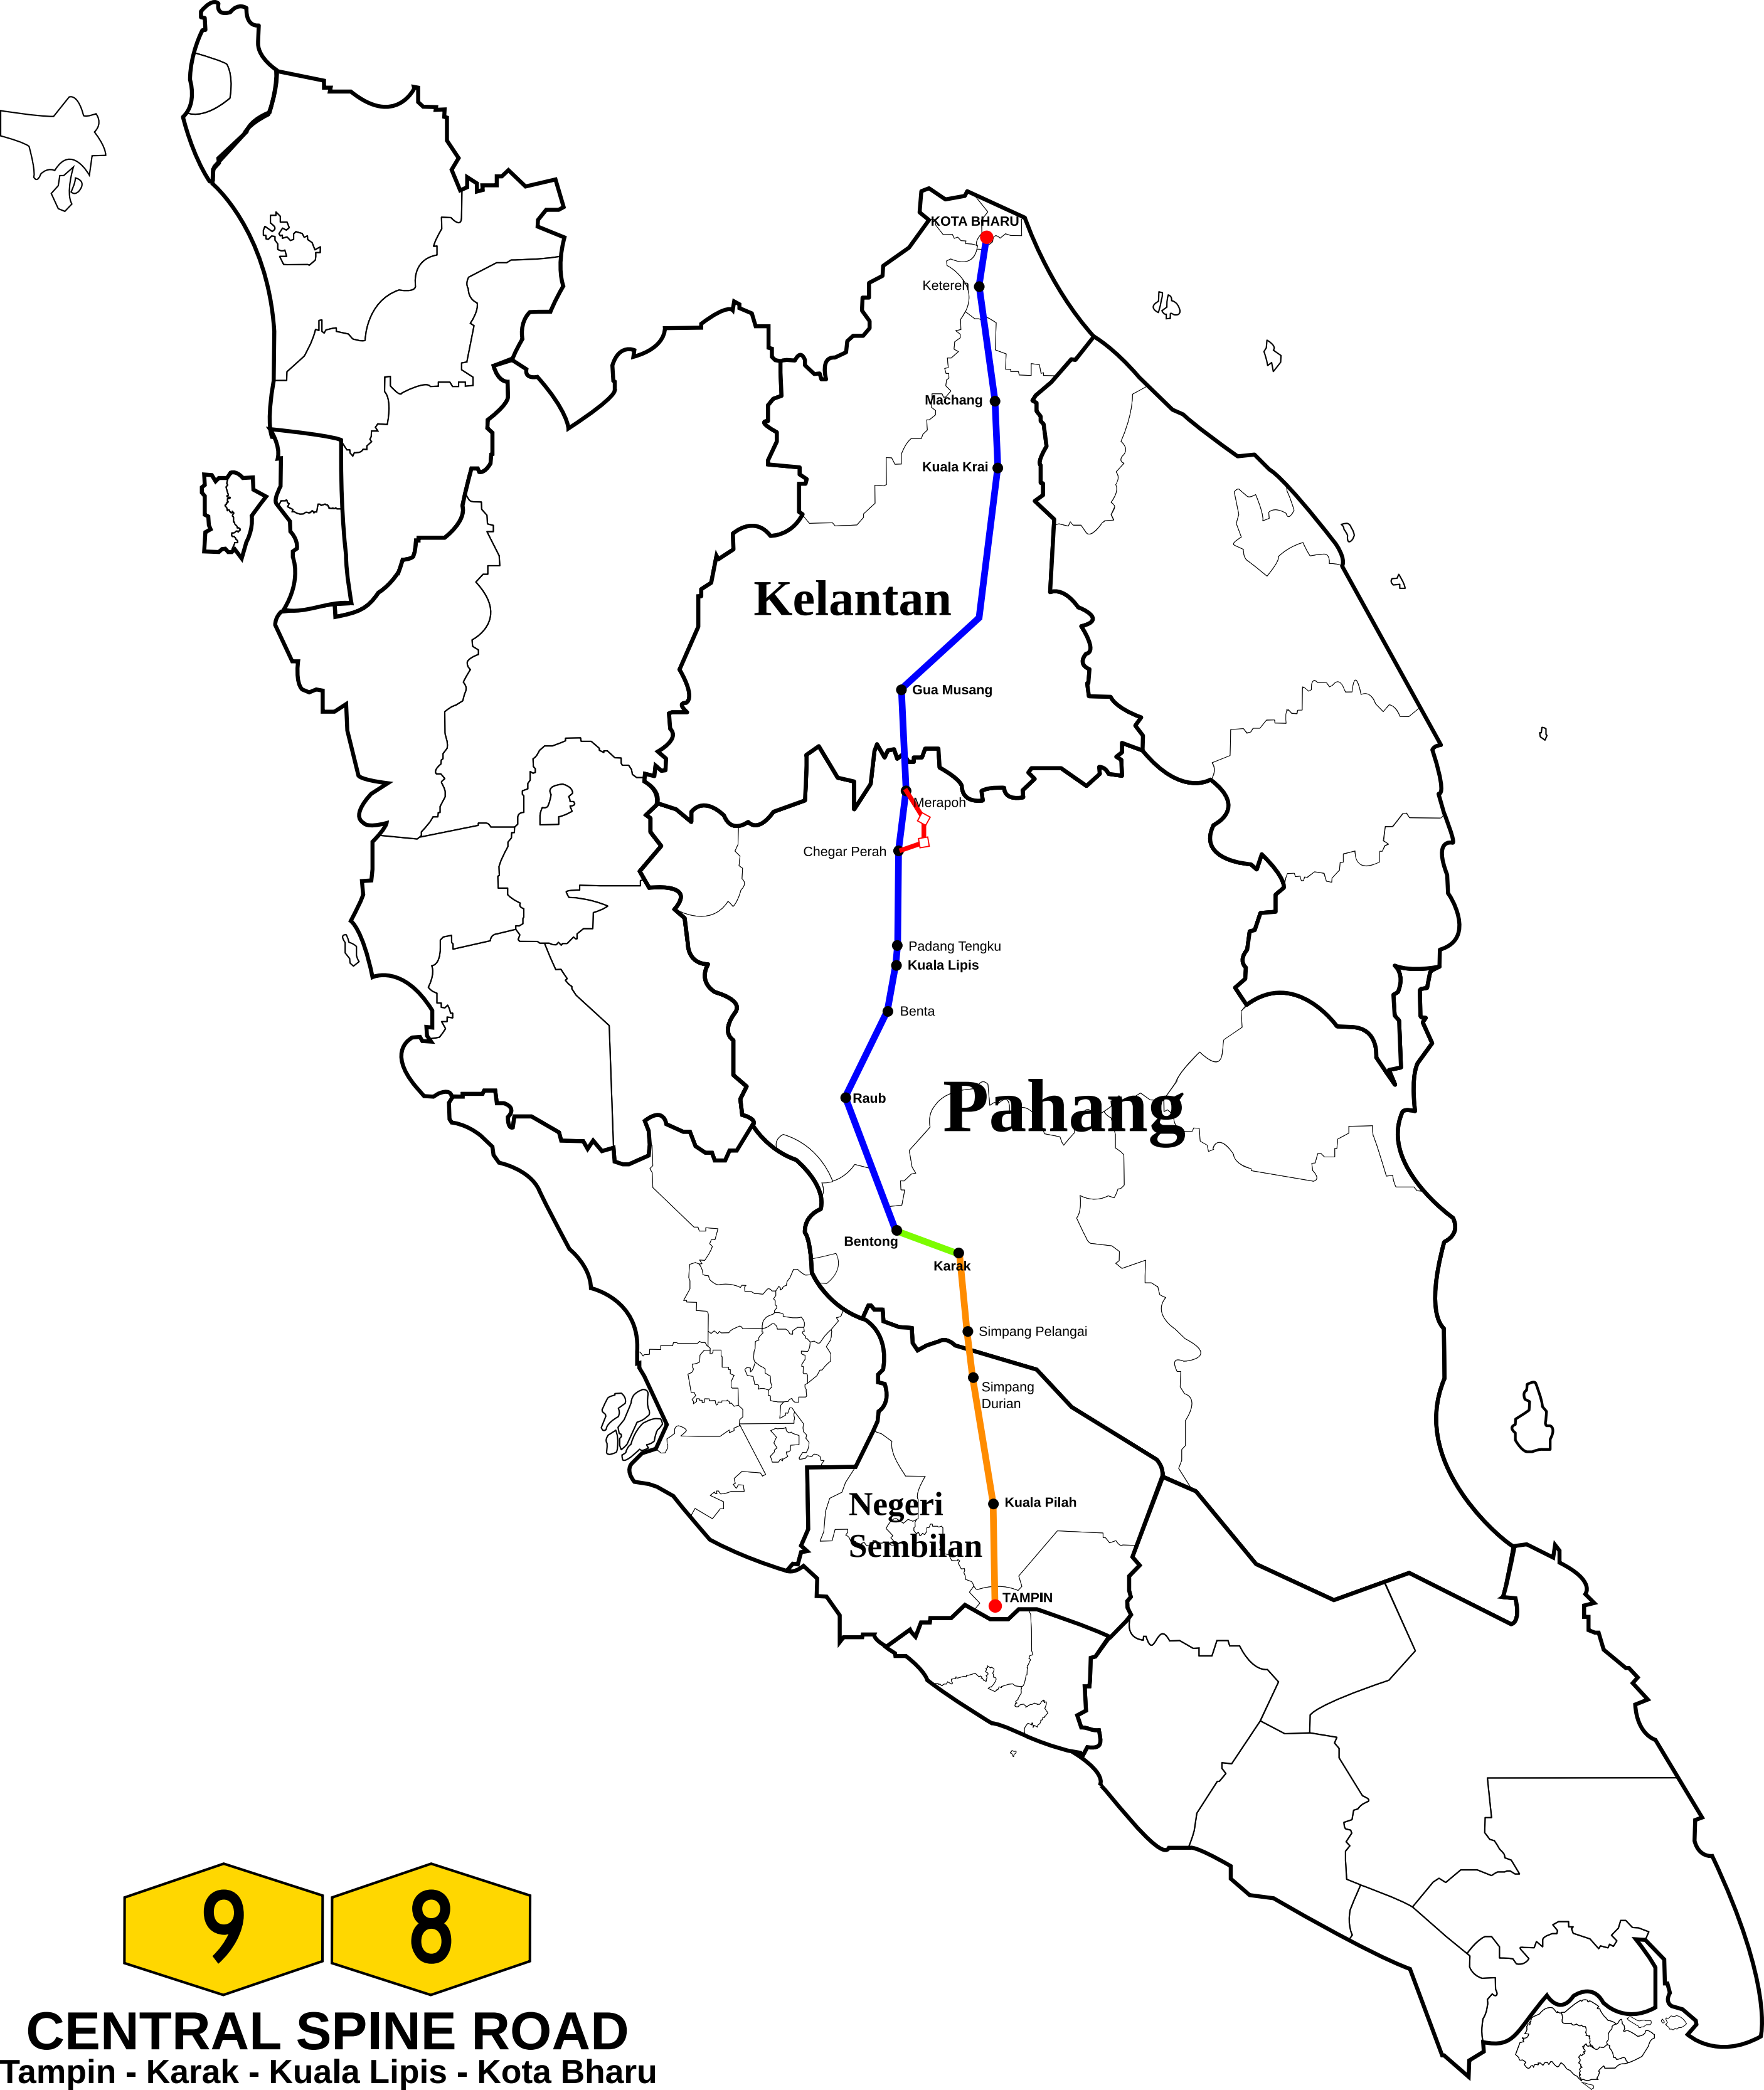 KOTA BHARU
Ketereh
Machang
Kuala Krai
Kelantan
Gua Musang
Merapoh
Chegar Perah
Padang Tengku
Kuala Lipis
Benta
Raub
Pahang
Bentong
Karak
Simpang Pelangai
Simpang
Durian
Negeri
Sembilan
Kuala Pilah
TAMPIN
9 8
CENTRAL SPINE ROAD
Tampin - Karak - Kuala Lipis - Kota Bharu